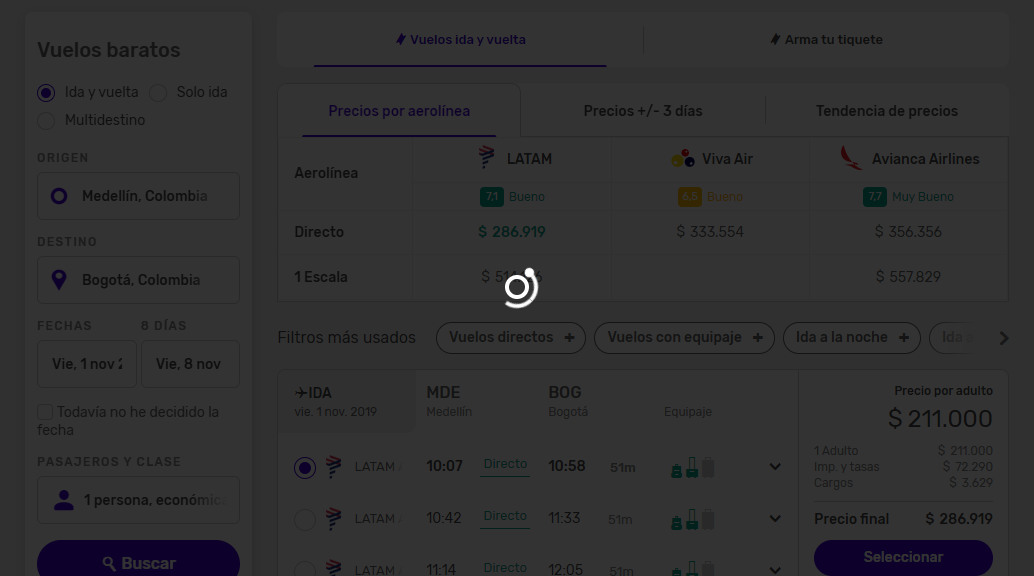 Vuelos baratos
Ida y vuelta
Solo ida
Multidestino
ORIGEN
Medellín, Colombia
DESTINO
Bogotá, Colombia
FECHAS
8 DÍAS
Vie, 1 nov
Vie, 8 nov
Todavía no he decidido la
fecha
PASAJEROS Y CLASE
1 persona, económica
Buscar
Vuelos ida y vuelta
Arma tu tiquete
Precios por aerolínea
Precios +/- 3 días
Tendencia de precios
Aerolínea
LATAM
Viva Air
Avianca Airlines
7,1 Bueno
6,5 Bueno
7,7 Muy Bueno
Directo
$ 286.919
$ 333.554
$ 356.356
1 Escala
$
$ 557.829
Filtros más usados
Vuelos directos +
Vuelos con equipaje +
Ida a la noche +
Ida a
IDA
vie. 1 nov. 2019
MDE
Medellín
BOG
Bogotá
Equipaje
LATAM 10:07 Directo 10:58 51m
LATAM 10:42 Directo 11:33 51m
LATAM 11:14 Directo 12:05 51m
Precio por adulto
$ 211.000
1 Adulto $ 211.000
Imp. y tasas $ 72.290
Cargos $ 3.629
Precio final $ 286.919
Seleccionar